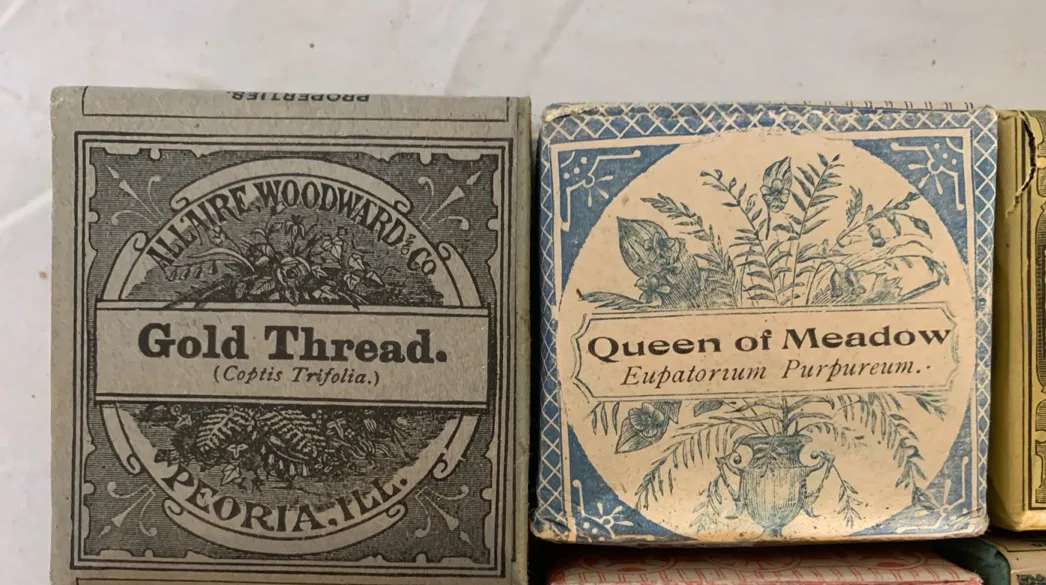 PROPERTIES.
ALLAIRE, WOODWARD & CO
Gold Thread.
(Coptis Trifolia.)
PEORIA, ILL.
Queen of Meadow
Eupatorium Purpureum.